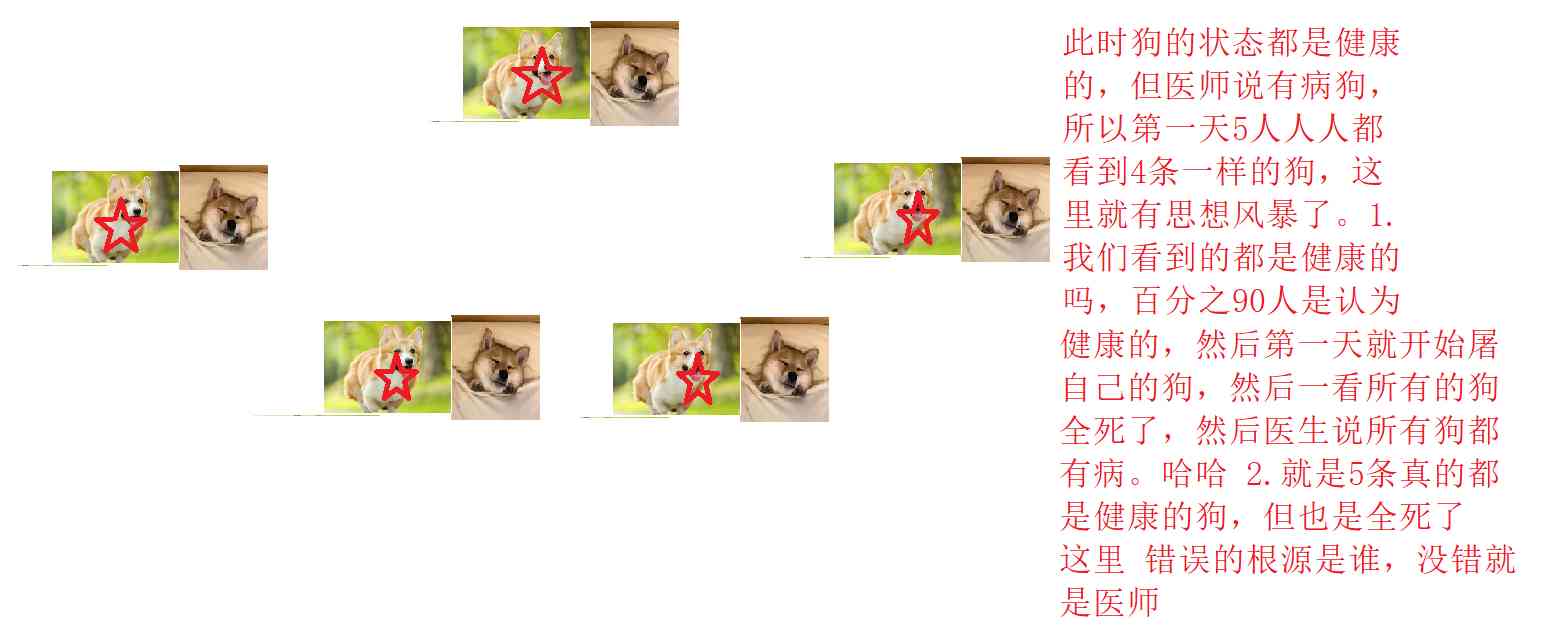 此时狗的状态都是健康
的，但医师说有病狗，
所以第一天5人人人都
看到4条一样的狗，这
里就有思想风暴了。1.
我们看到的都是健康的
吗，百分之90人是认为
健康的，然后第一天就开始屠
自己的狗，然后一看所有的狗
全死了，然后医生说所有狗都
有病。哈哈 2.就是5条真的都
是健康的狗，但也是全死了
这里 错误的根源是谁，没错就
是医师